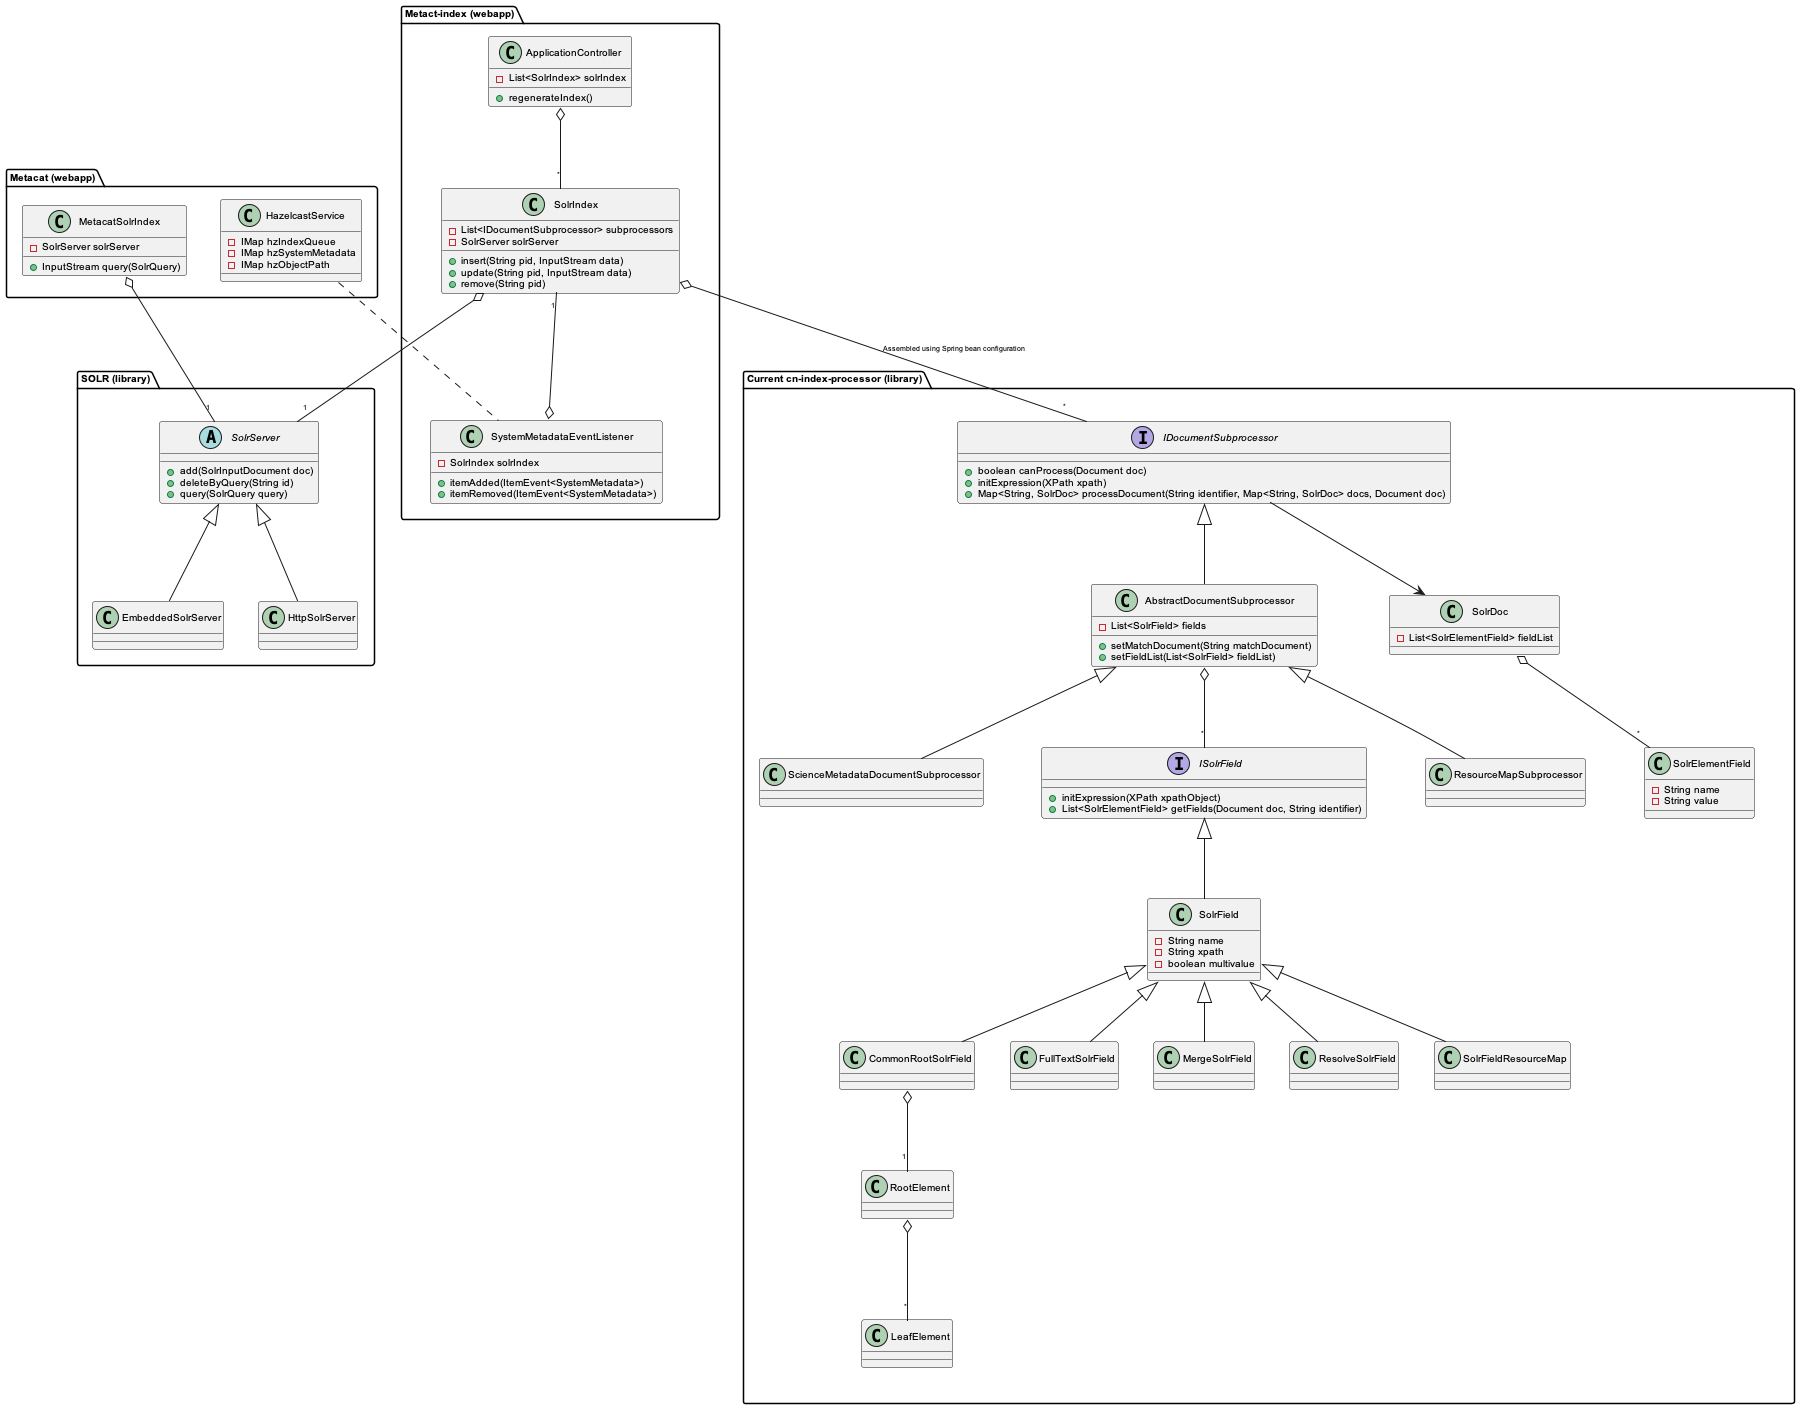 Metact-index (webapp)
C ApplicationController
List<SolrIndex> solrIndex
regenerateIndex()
*
Metacat (webapp)
C MetacatSolrIndex
SolrServer solrServer
InputStream query(SolrQuery)
C HazelcastService
IMap hzIndexQueue
IMap hzSystemMetadata
IMap hzObjectPath
C SolrIndex
List<IDocumentSubprocessor> subprocessors
SolrServer solrServer
insert(String pid, InputStream data)
update(String pid, InputStream data)
remove(String pid)
1
Assembled using Spring bean configuration
SOLR (library)
1
1
A SolrServer
add(SolrInputDocument doc)
deleteByQuery(String id)
query(SolrQuery query)
C EmbeddedSolrServer
C HttpSolrServer
C SystemMetadataEventListener
SolrIndex solrIndex
itemAdded(ItemEvent<SystemMetadata>)
itemRemoved(ItemEvent<SystemMetadata>)
Current cn-index-processor (library)
*
I IDocumentSubprocessor
boolean canProcess(Document doc)
initExpression(XPath xpath)
Map<String, SolrDoc> processDocument(String identifier, Map<String, SolrDoc> docs, Document doc)
C AbstractDocumentSubprocessor
List<SolrField> fields
setMatchDocument(String matchDocument)
setFieldList(List<SolrField> fieldList)
C SolrDoc
List<SolrElementField> fieldList
*
*
C ScienceMetadataDocumentSubprocessor
I ISolrField
initExpression(XPath xpathObject)
List<SolrElementField> getFields(Document doc, String identifier)
C ResourceMapSubprocessor
C SolrElementField
String name
String value
C SolrField
String name
String xpath
boolean multivalue
C CommonRootSolrField
C FullTextSolrField
C MergeSolrField
C ResolveSolrField
C SolrFieldResourceMap
1
C RootElement
*
C LeafElement